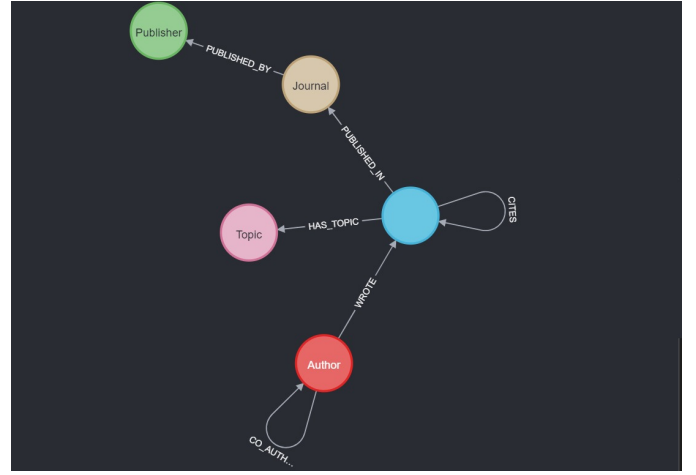 Publisher
PUBLISHED_BY
Journal
PUBLISHED_IN
CITES
HAS_TOPIC
Topic
WROTE
Author
CO_AUTH...